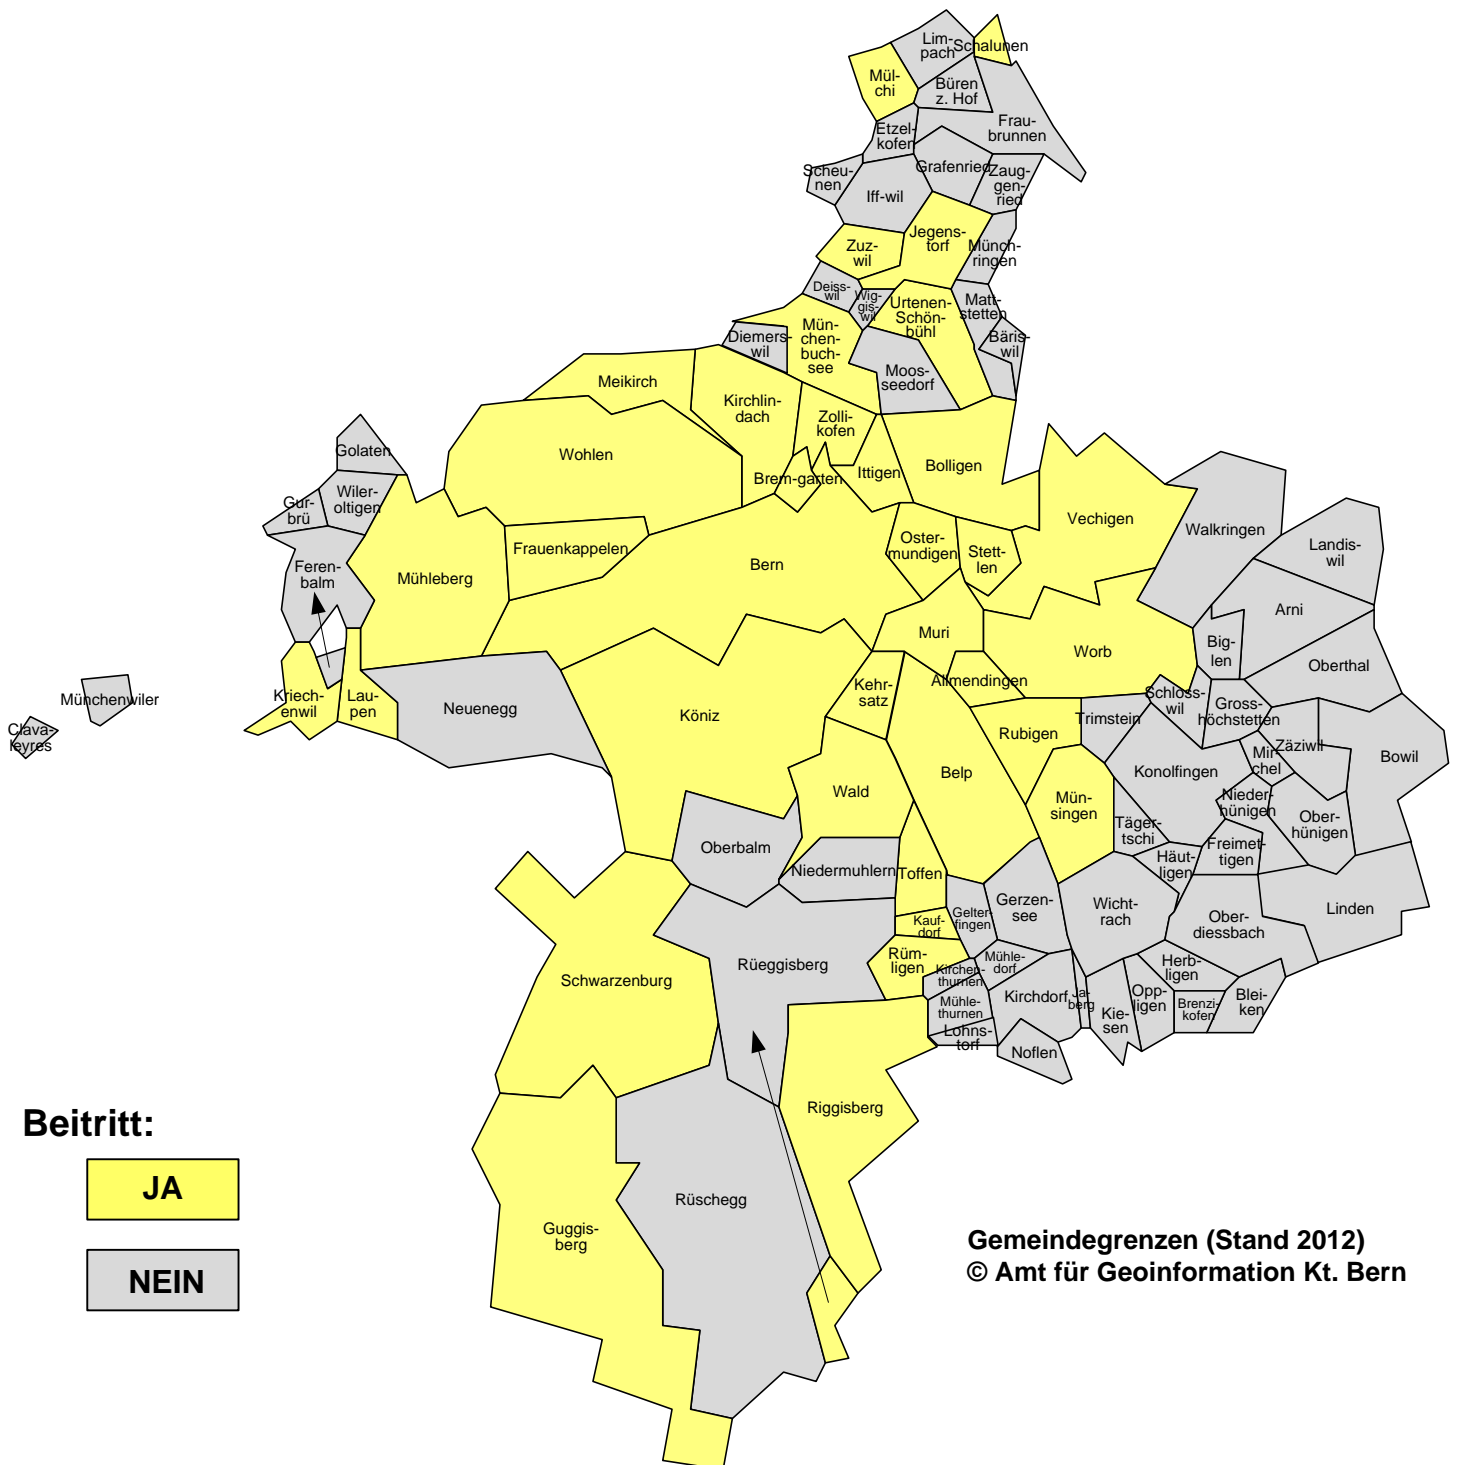 Lim-
pach
Schalunen
Mül-
chi
Büren
z. Hof
Frau-
brunnen
Etzel-
kofen
Grafenried
Scheu-
nen
Zaug-
gen-
ried
Iff-wil
Jegens-
torf
Zuz-
wil
Münch-
ringen
Deiss-
wil
Wig-
gis-
wil
Urtenen-
Schön-
bühl
Matt-
stetten
Bäris-
wil
Diemers-
wil
Mün-
chen-
buch-
see
Moos-
seedorf
Meikirch
Kirchlin-
dach
Zolli-
kofen
Golaten
Wohlen
Brem-garten
Ittigen
Bolligen
Gur-
brü
Wiler-
oltigen
Vechigen
Walkringen
Landis-
wil
Frauenkappelen
Bern
Oster-
mundigen
Stett-
len
Feren-
balm
Mühleberg
Arni
Muri
Worb
Big-
len
Oberthal
Münchenwiler
Kriech-
enwil
Lau-
pen
Neuenegg
Köniz
Kehr-
satz
Allmendingen
Schloss-
wil
Gross-
höchstetten
Clava-
leyres
Rubigen
Trimstein
Zäziwil
Mir-
chel
Bowil
Belp
Konolfingen
Wald
Mün-
singen
Nieder-
hünigen
Ober-
hünigen
Täger-
tschi
Oberbalm
Niedermuhlern
Toffen
Häut-
ligen
Freimet-
tigen
Gelter-
fingen
Gerzen-
see
Wicht-
rach
Linden
Kauf-
dorf
Ober-
diessbach
Rüeggisberg
Rüm-
ligen
Schwarzenburg
Kirchen-
thurnen
Mühle-
dorf
Herb-
ligen
Mühle-
thurnen
Kirchdorf
Ja-
berg
Kie-
sen
Opp-
ligen
Brenzi-
kofen
Blei-
ken
Lohns-
torf
Noflen
Riggisberg
Rüschegg
Guggis-
berg
Beitritt:
JA
NEIN
Gemeindegrenzen (Stand 2012)
© Amt für Geoinformation Kt. Bern